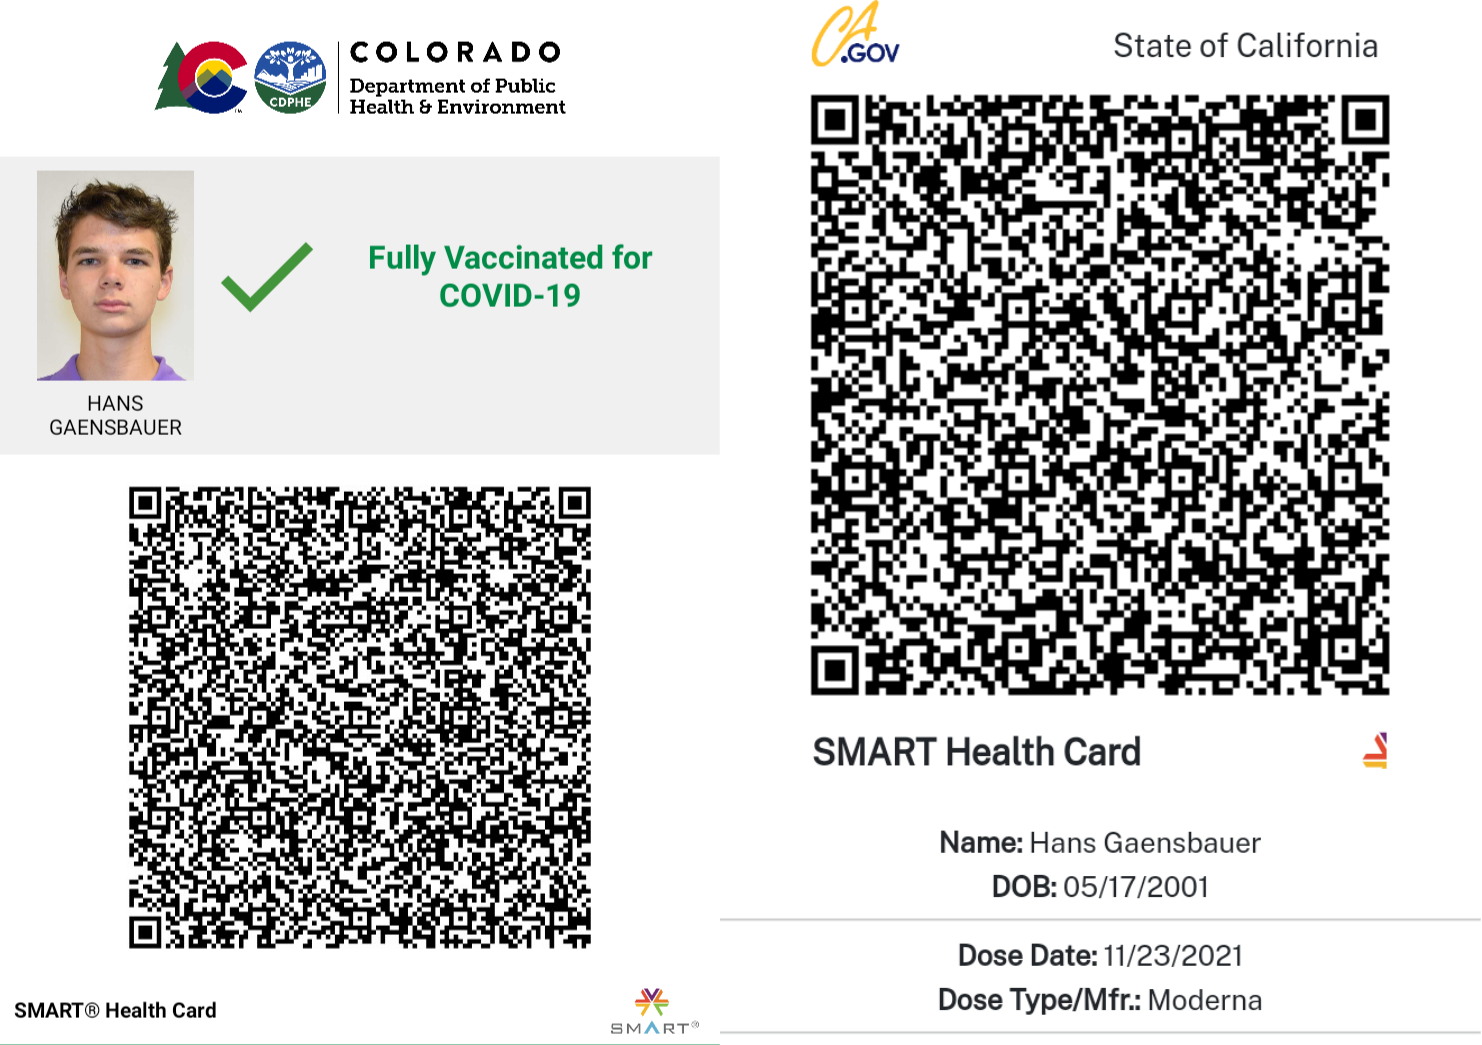 COLORADO
Department of Public
Health & Environment
CDPHE
TM
Fully Vaccinated for
COVID-19
HANS
GAENSBAUER
SMART® Health Card
SMART®
CA
.GOV
State of California
SMART Health Card
Name: Hans Gaensbauer
DOB: 05/17/2001
Dose Date: 11/23/2021
Dose Type/Mfr.: Moderna